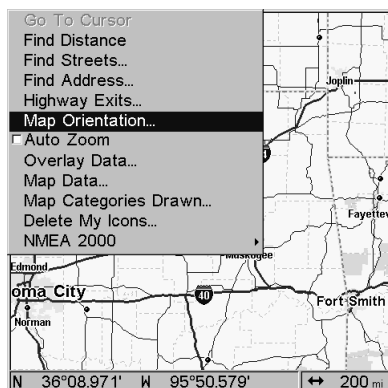 Go To Cursor
Find Distance
Find Streets...
Find Address...
Highway Exits...
Map Orientation...
Auto Zoom
Overlay Data...
Map Data...
Map Categories Drawn...
Delete My Icons...
NMEA 2000
Joplin
Fayettev
Muskogee
Edmond
oma City
40
Fort Smith
Norman
N 36°08.971' W 95°50.579' ↔ 200 mi